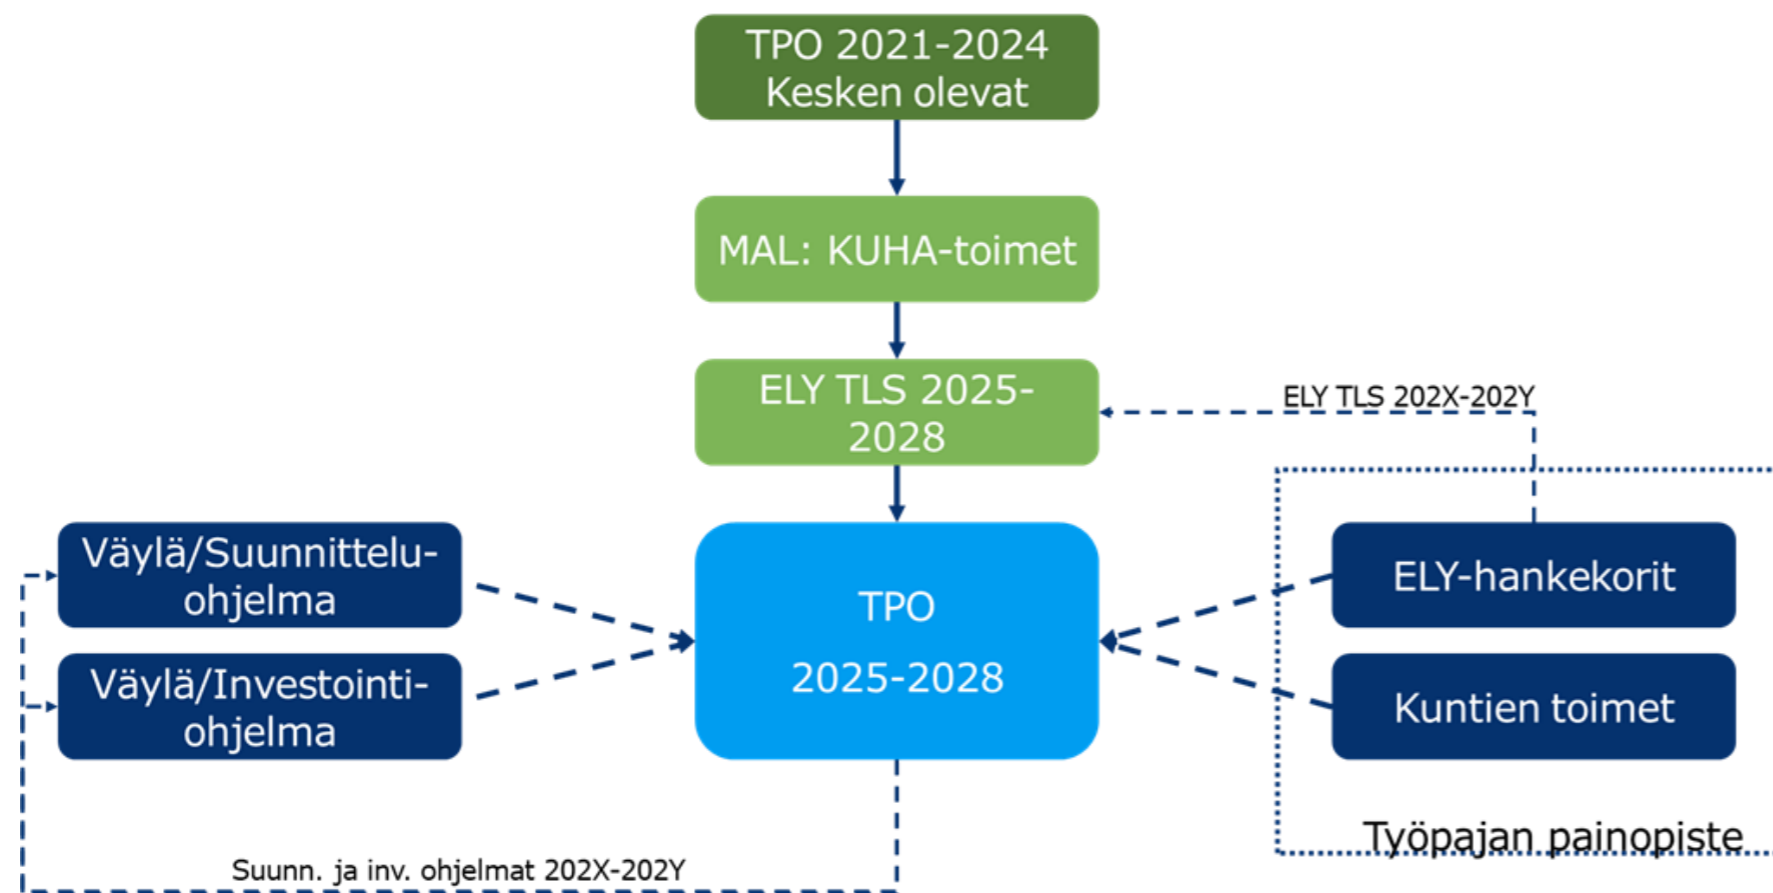 TPO 2021-2024
Kesken olevat
MAL: KUHA-toimet
ELY TLS 2025-
2028
ELY TLS 202X-202Y
Väylä/Suunnittelu-
ohjelma
Väylä/Investointi-
ohjelma
TPO
2025-2028
ELY-hankekorit
Kuntien toimet
Työpajan painopiste
Suunn. ja inv. ohjelmat 202X-202Y